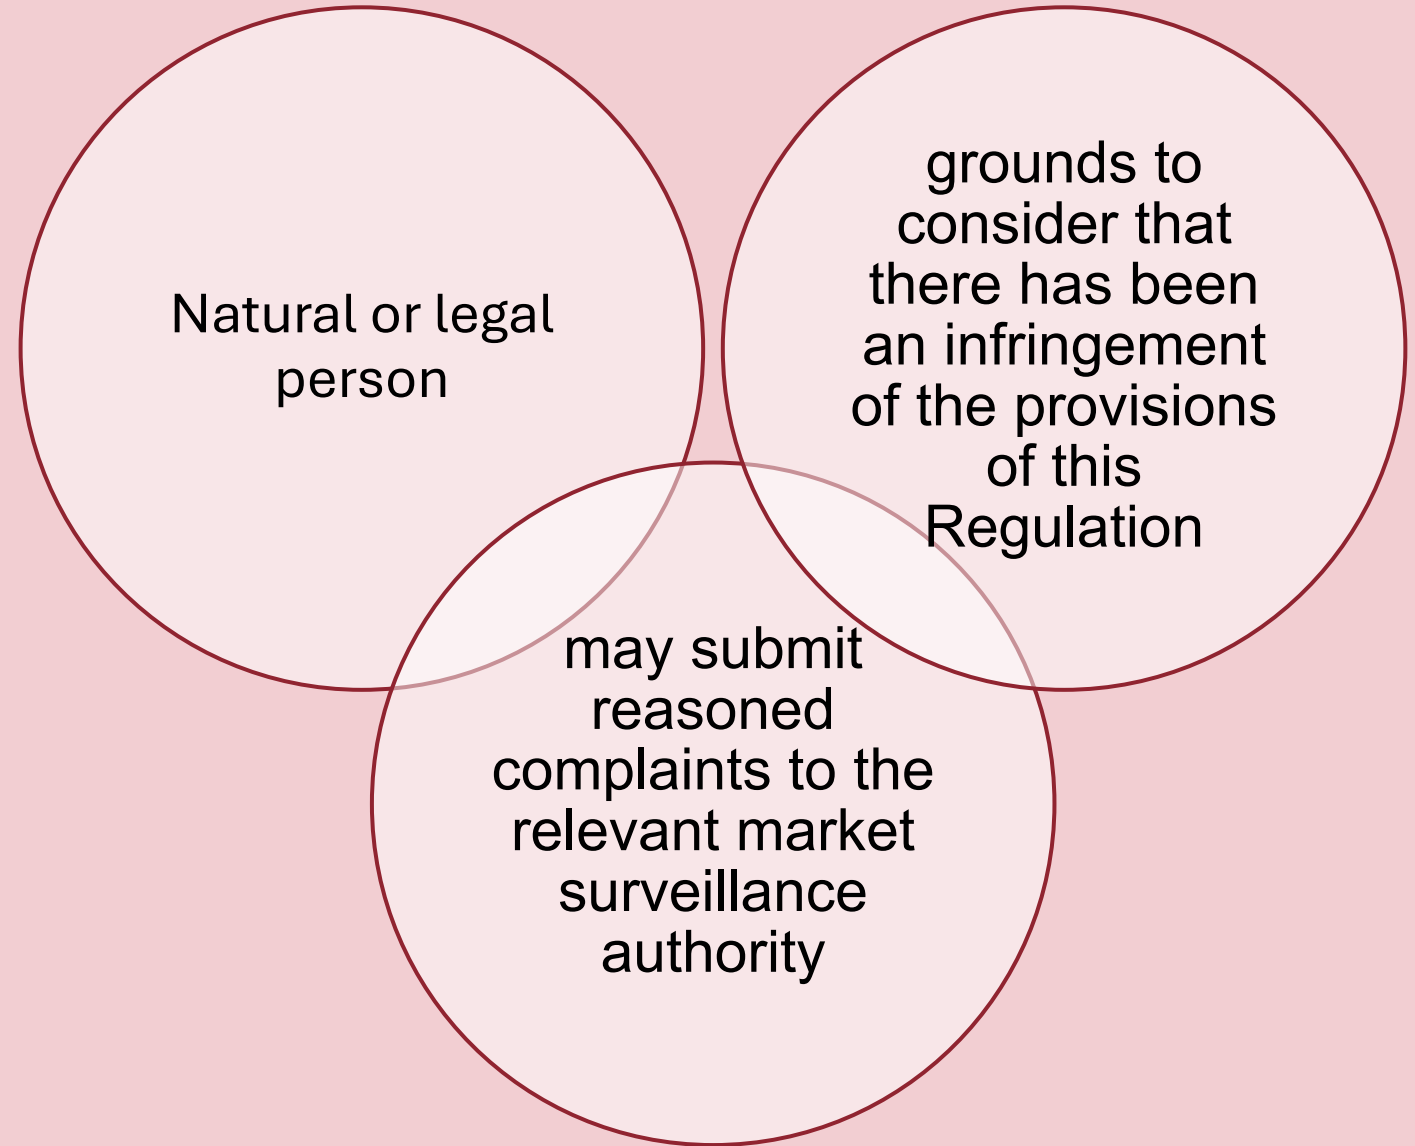 Natural or legal
person
grounds to
consider that
there has been
an infringement
of the provisions
of this
Regulation
may submit
reasoned
complaints to the
relevant market
surveillance
authority